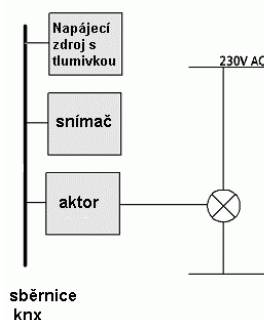 Napájecí
zdroj s
tlumivkou
230V AC
snímač
aktor
sběrnice
knx